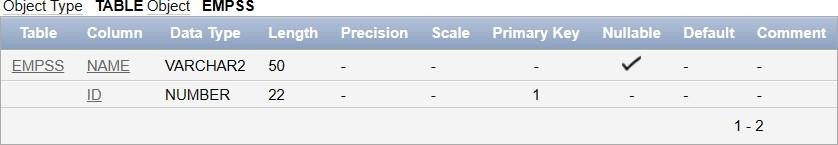 Object Type TABLE Object EMPSS
Table Column Data Type Length Precision Scale Primary Key Nullable Default Comment
EMPSS NAME VARCHAR2 50 - - - ✓ - -
ID NUMBER 22 - - 1 - - -
1 - 2